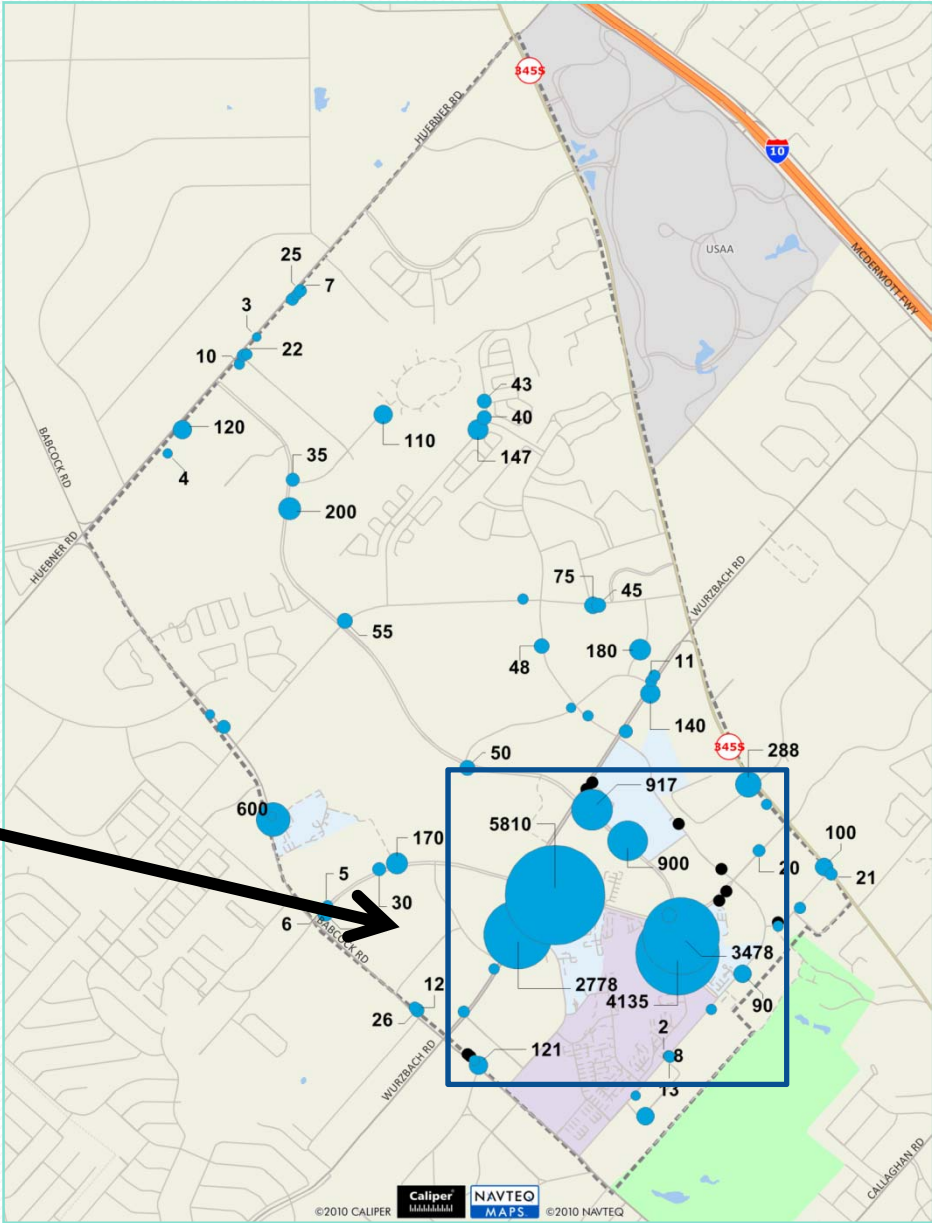 345S
HUEBNER RD
10
USAA
MCDERMOTT FWY
25
7
3
22
10
43
40
120
110
147
BABCOCK RD
4
35
200
HUEBNER RD
75
45
WURZBACH RD
55
48
180
11
140
345S
50
288
917
5810
600
170
900
100
20
21
5
30
6
BABCOCK RD
3478
2778
4135
90
12
26
2
121
8
WURZBACH RD
13
CALLAGHAN RD
©2010 CALIPER
Caliper
NAVTEQ
MAPS
©2010 NAVTEQ